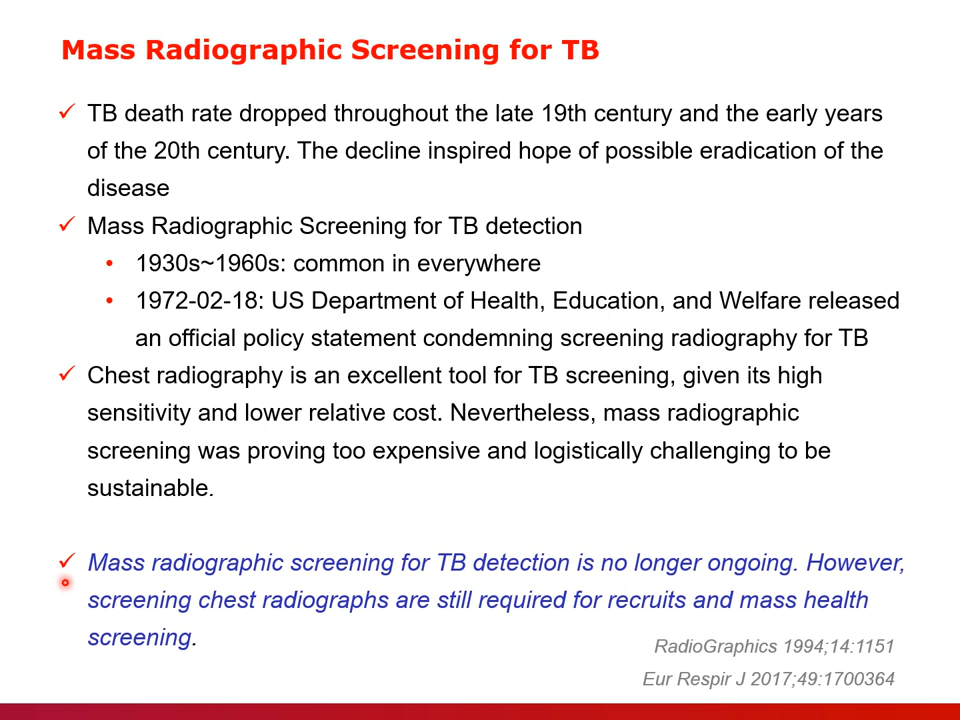 Mass Radiographic Screening for TB
✓ TB death rate dropped throughout the late 19th century and the early years
of the 20th century. The decline inspired hope of possible eradication of the
disease
✓ Mass Radiographic Screening for TB detection
• 1930s~1960s: common in everywhere
• 1972-02-18: US Department of Health, Education, and Welfare released
an official policy statement condemning screening radiography for TB
✓ Chest radiography is an excellent tool for TB screening, given its high
sensitivity and lower relative cost. Nevertheless, mass radiographic
screening was proving too expensive and logistically challenging to be
sustainable.
✓ Mass radiographic screening for TB detection is no longer ongoing. However,
screening chest radiographs are still required for recruits and mass health
screening.
RadioGraphics 1994;14:1151
Eur Respir J 2017;49:1700364